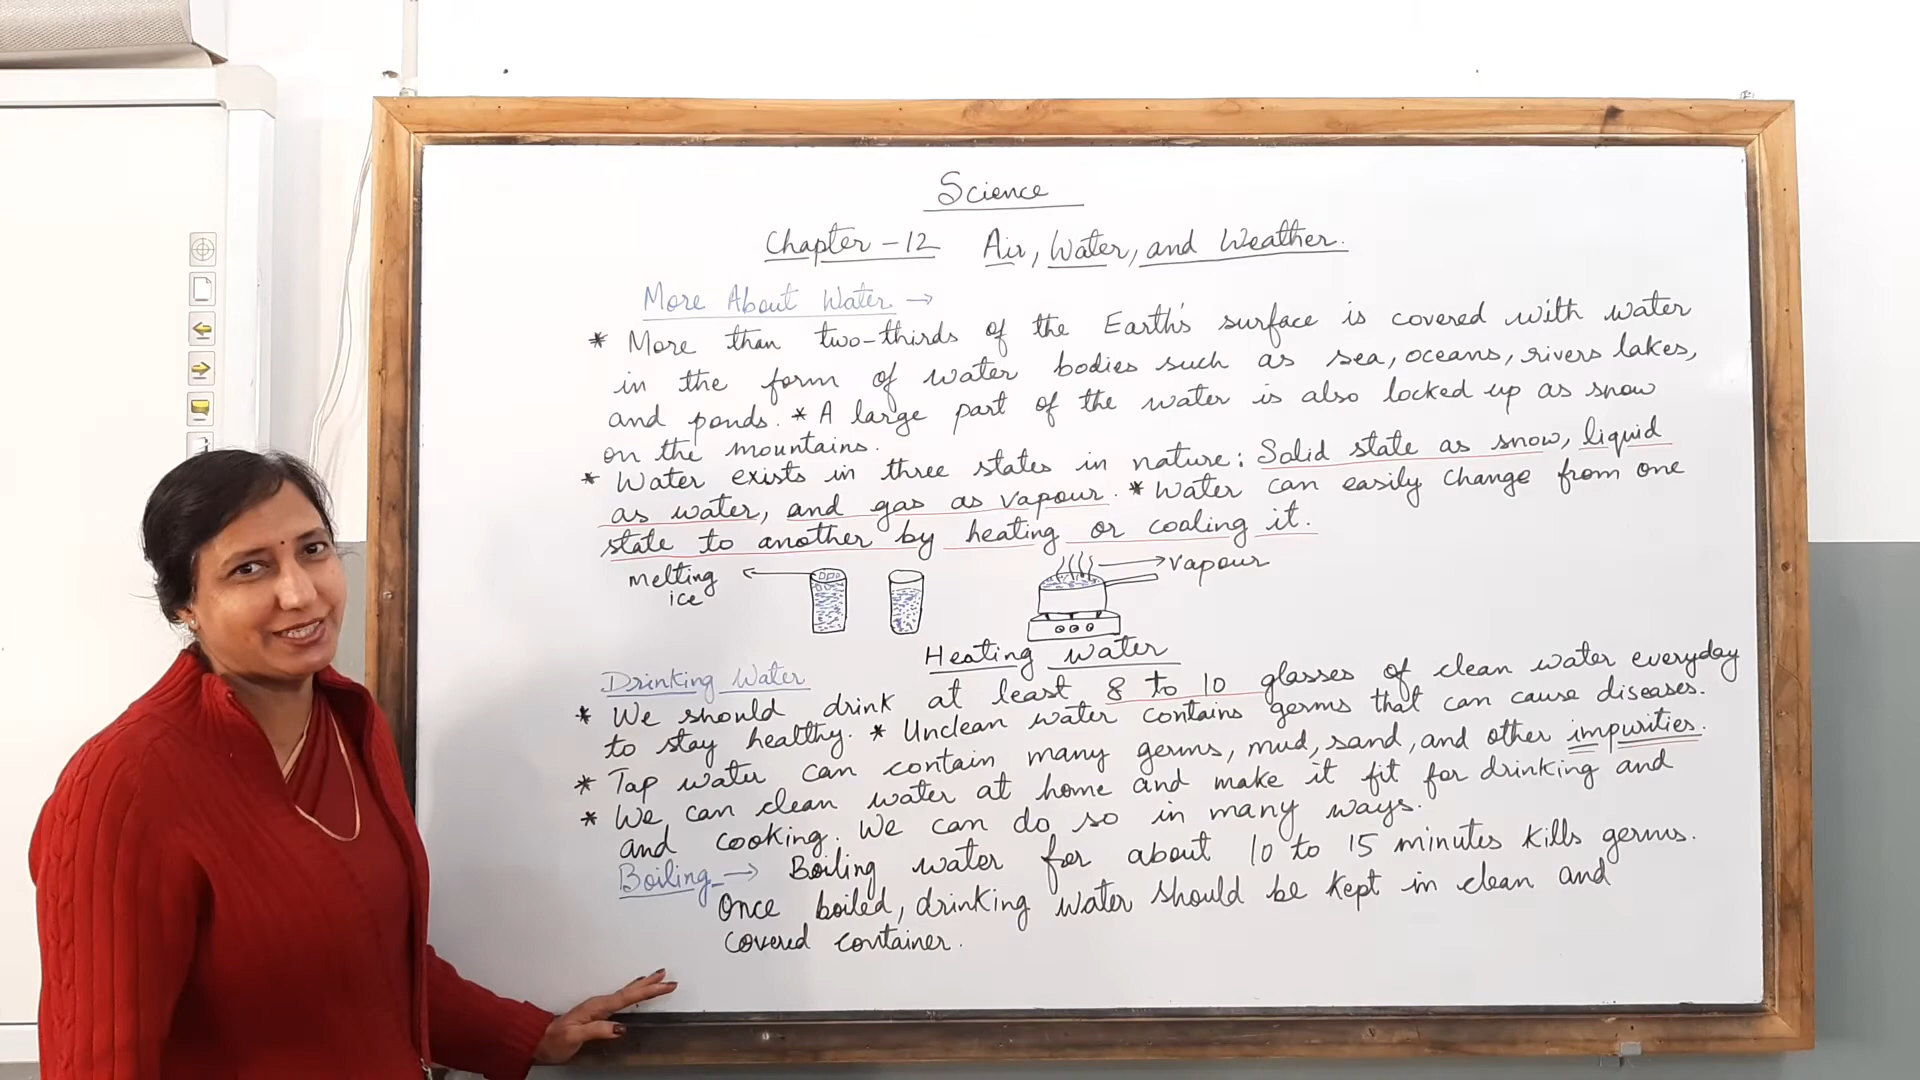 Science
Chapter-12 Air, Water, and Weather.
More About Water →
* More than two-thirds of the Earth's surface is covered with water
in the form of water bodies such as sea, oceans, rivers lakes,
and ponds. * A large part of the water is also locked up as snow
on the mountains.
* Water exists in three states in nature: Solid state as snow, liquid
as water, and gas as vapour. * Water can easily change from one
state to another by heating or cooling it.
melting
ice
vapour
Heating water
Drinking Water
* We should drink at least 8 to 10 glasses of clean water everyday
to stay healthy. * Unclean water contains germs that can cause diseases.
* Tap water can contain many germs, mud, sand, and other impurities.
* We can clean water at home and make it fit for drinking and
and cooking. We can do so in many ways.
Boiling → Boiling water for about 10 to 15 minutes kills germs.
Once boiled, drinking water should be kept in clean and
covered container.